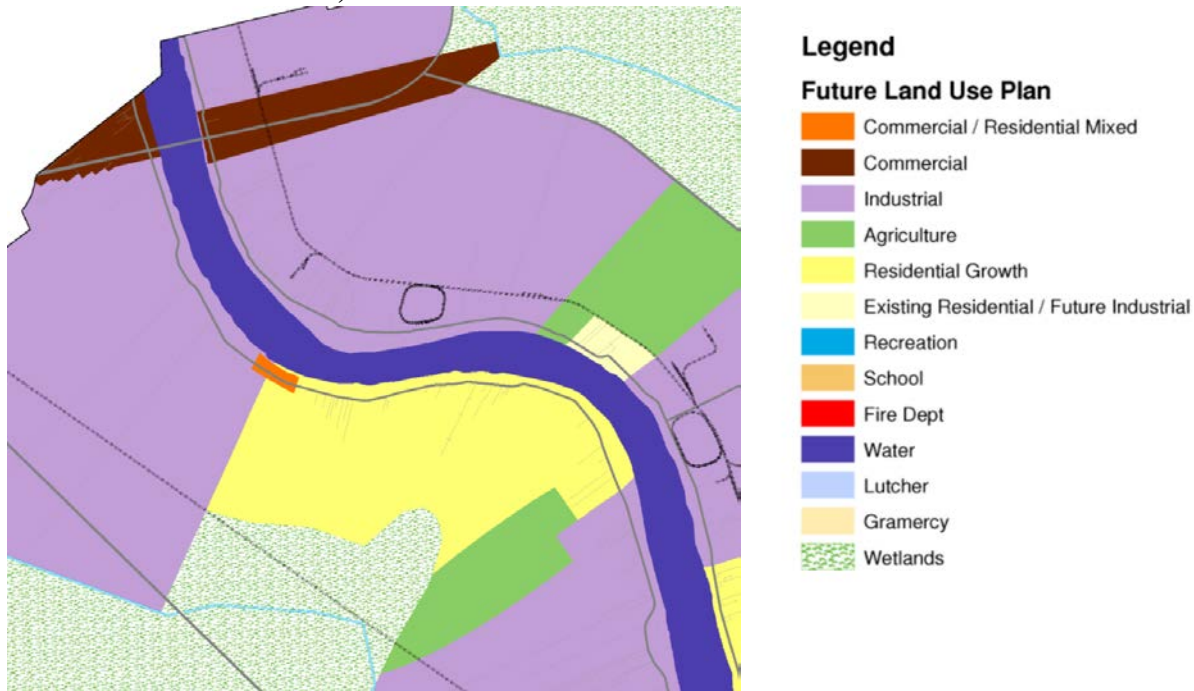 Legend
Future Land Use Plan
Commercial / Residential Mixed
Commercial
Industrial
Agriculture
Residential Growth
Existing Residential / Future Industrial
Recreation
School
Fire Dept
Water
Lutcher
Gramercy
Wetlands